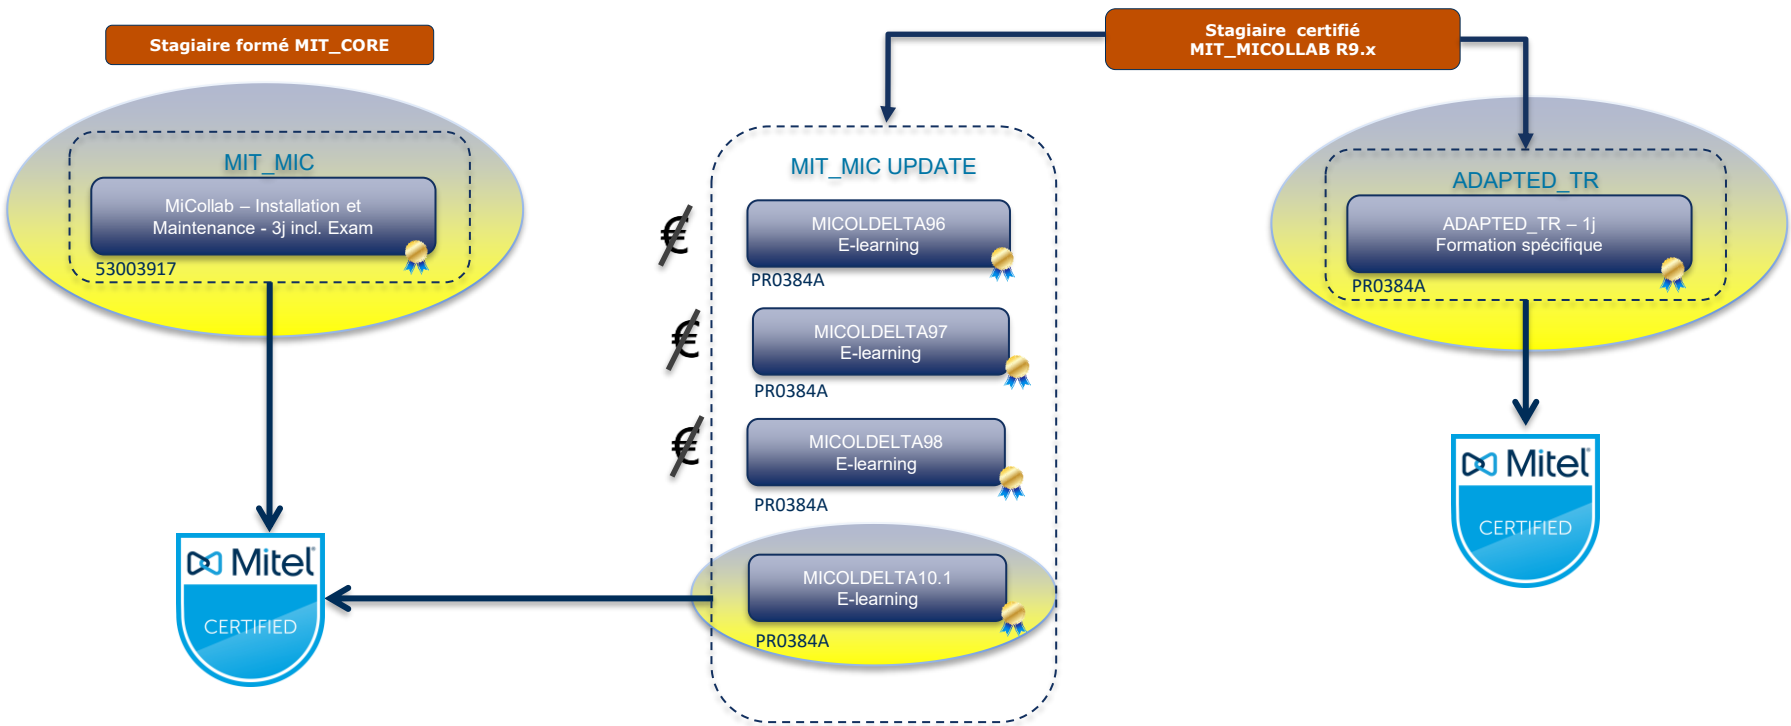 Stagiaire formé MIT_CORE
MIT_MIC
MiCollab – Installation et
Maintenance - 3j incl. Exam
53003917
Mitel
CERTIFIED
Stagiaire certifié
MIT_MICOLLAB R9.x
MIT_MIC UPDATE
€
MICOLDELTA96
E-learning
PR0384A
€
MICOLDELTA97
E-learning
PR0384A
€
MICOLDELTA98
E-learning
PR0384A
MICOLDELTA10.1
E-learning
PR0384A
ADAPTED_TR
ADAPTED_TR – 1j
Formation spécifique
PR0384A
Mitel
CERTIFIED